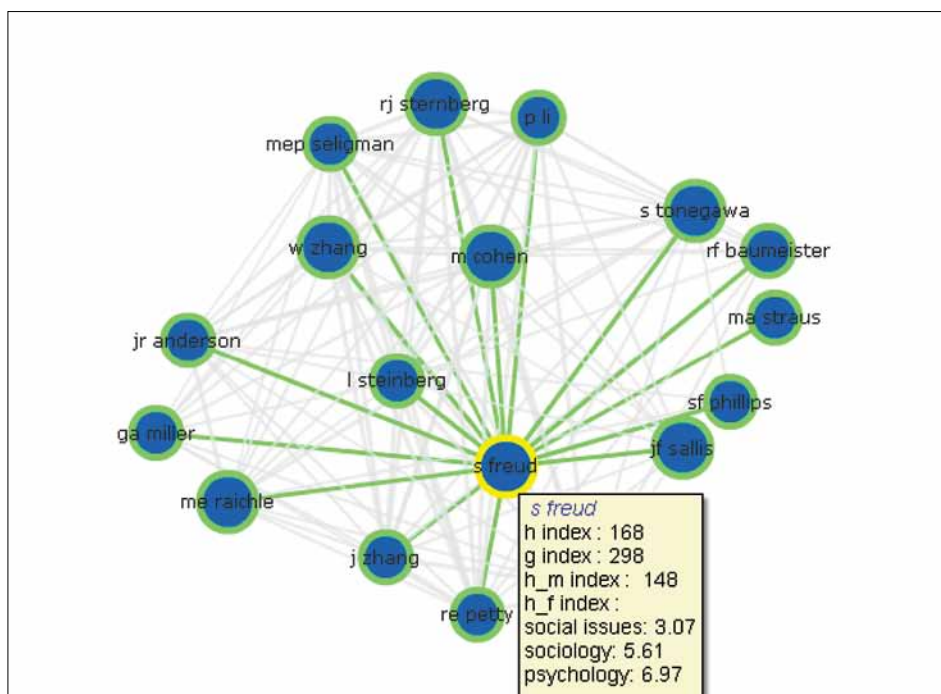 rj sternberg
p li
mep seligman
s tonegawa
w zhang
m cohen
rf baumeister
ma straus
jr anderson
l steinberg
sf phillips
ga miller
jf sallis
s freud
me raichle
j zhang
re petty
s freud
h index : 168
g index : 298
h_m index : 148
h_f index :
social issues: 3.07
sociology: 5.61
psychology: 6.97